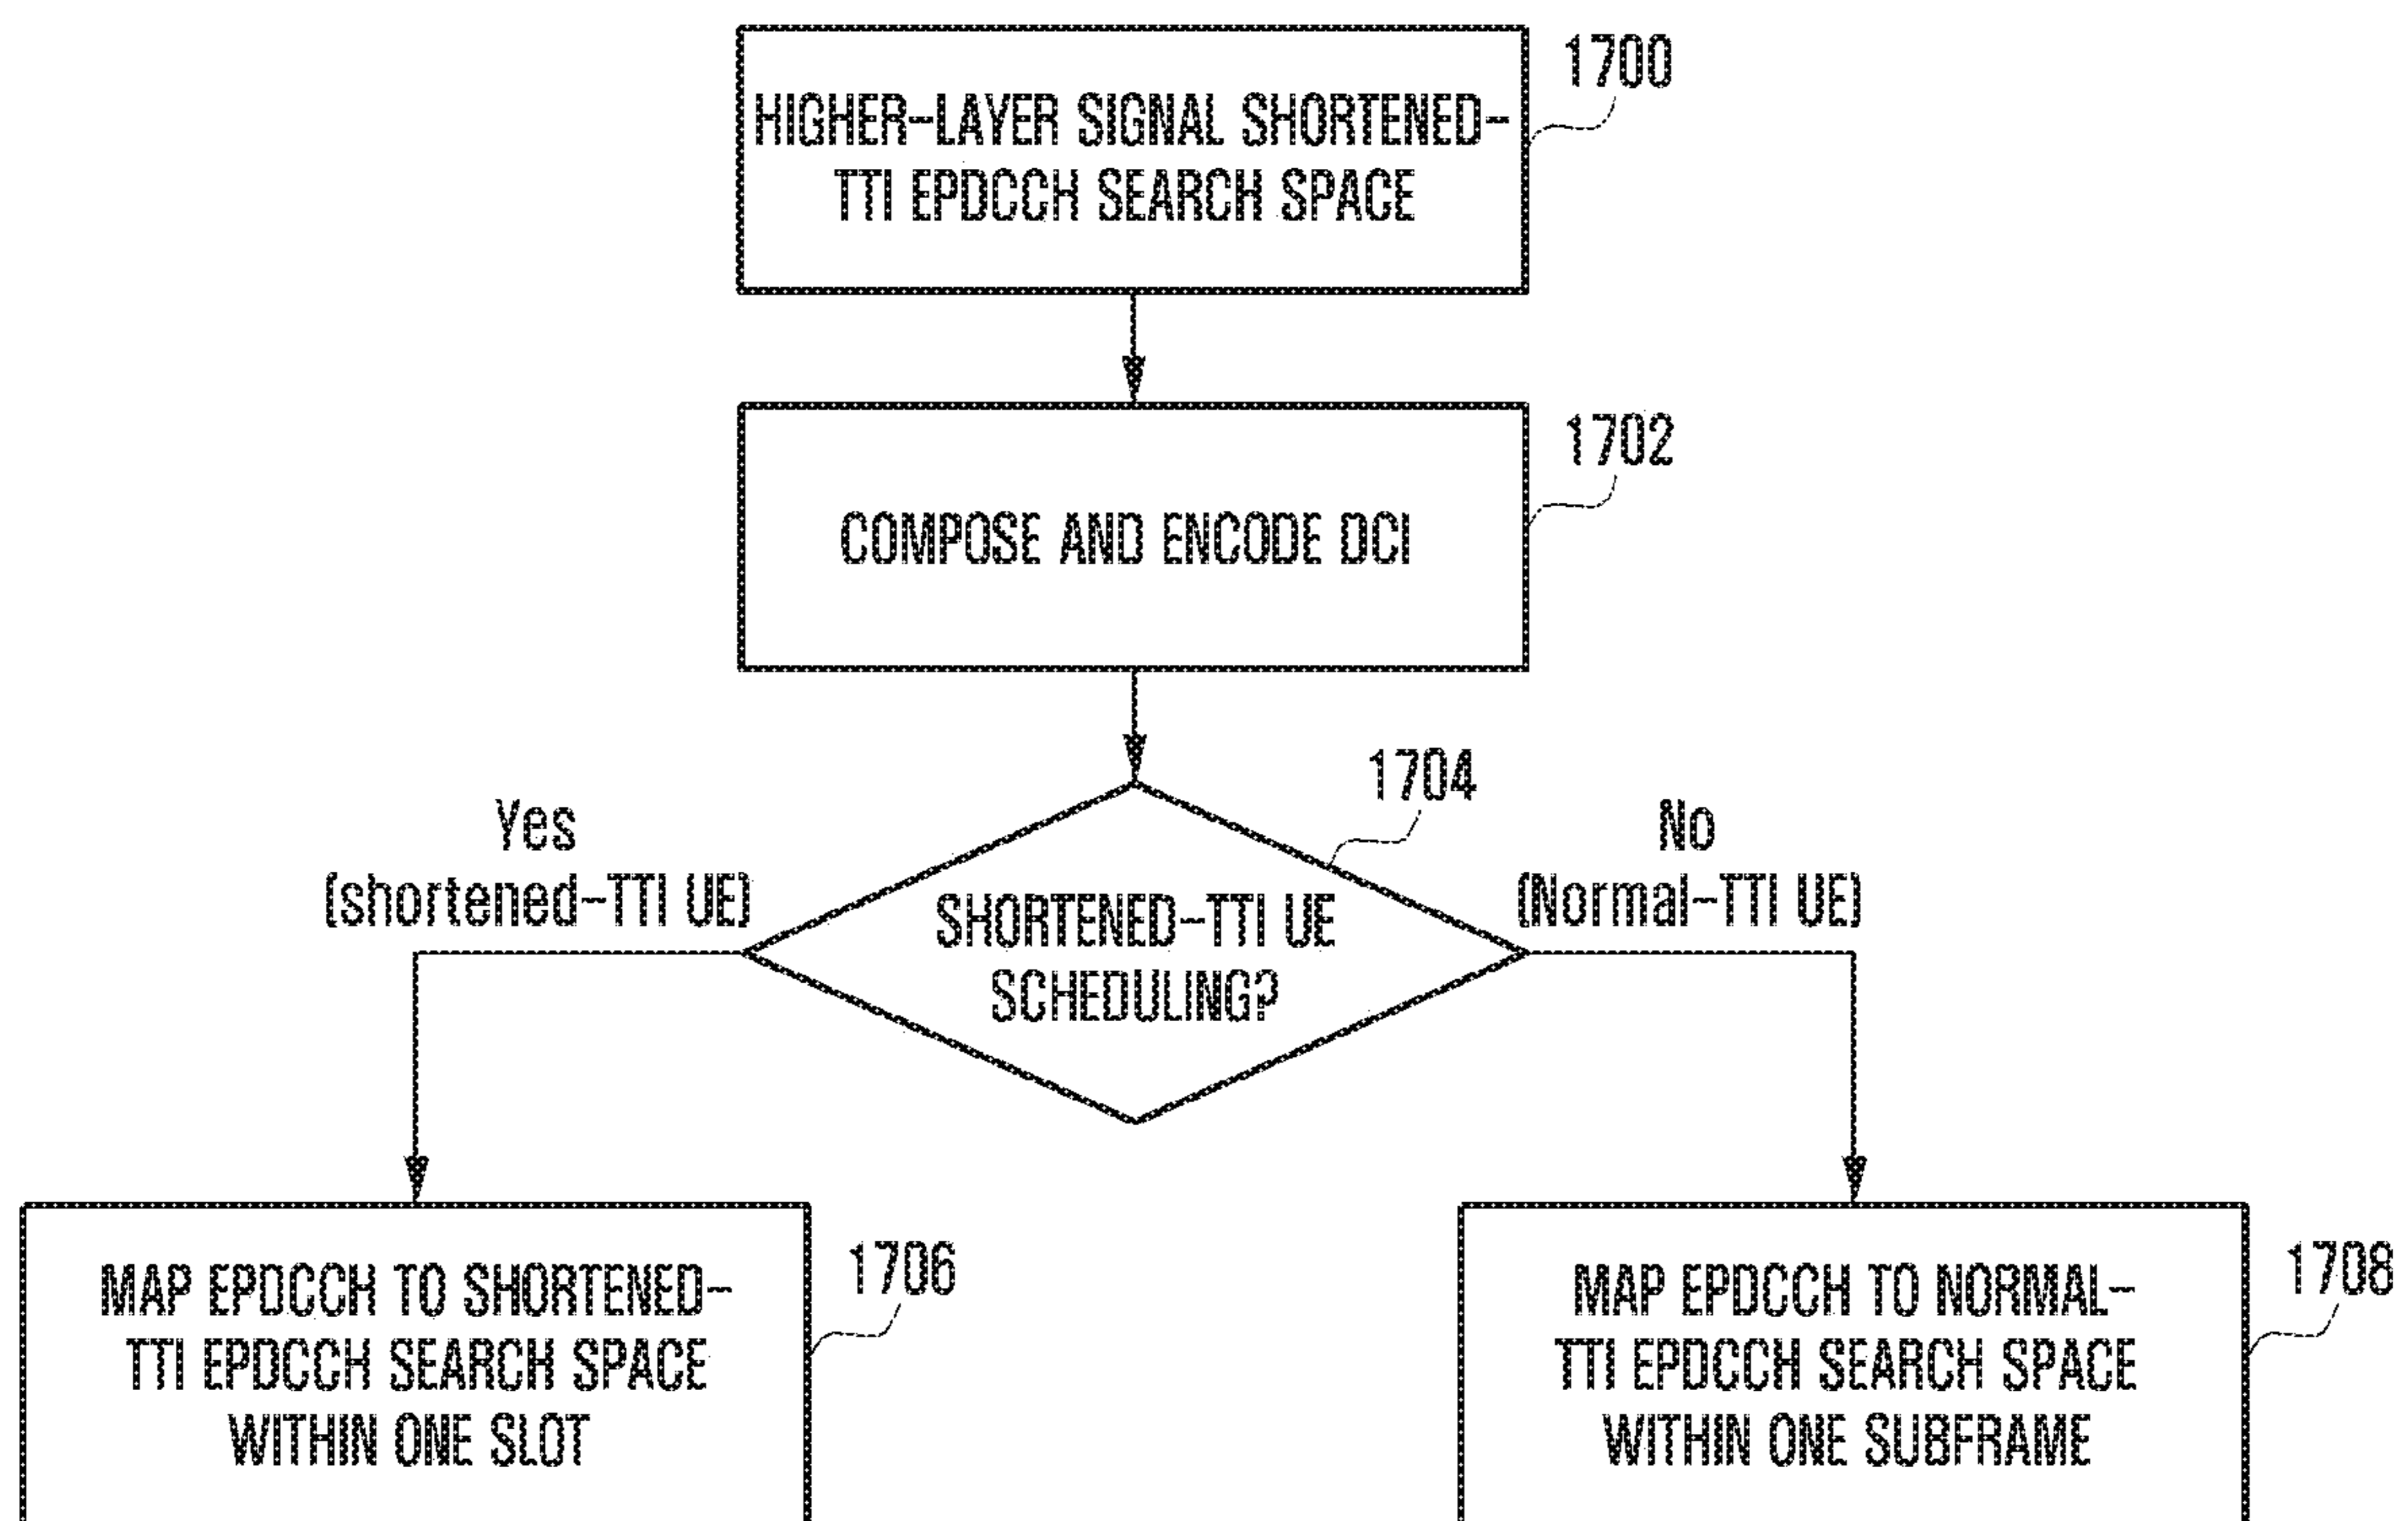 1700
HIGHER-LAYER SIGNAL SHORTENED-
TTI EPDCCH SEARCH SPACE
1702
COMPOSE AND ENCODE DCI
1704
Yes
(shortened-TTI UE)
No
(Normal-TTI UE)
SHORTENED-TTI UE
SCHEDULING?
1706
MAP EPDCCH TO SHORTENED-
TTI EPDCCH SEARCH SPACE
WITHIN ONE SLOT
1708
MAP EPDCCH TO NORMAL-
TTI EPDCCH SEARCH SPACE
WITHIN ONE SUBFRAME